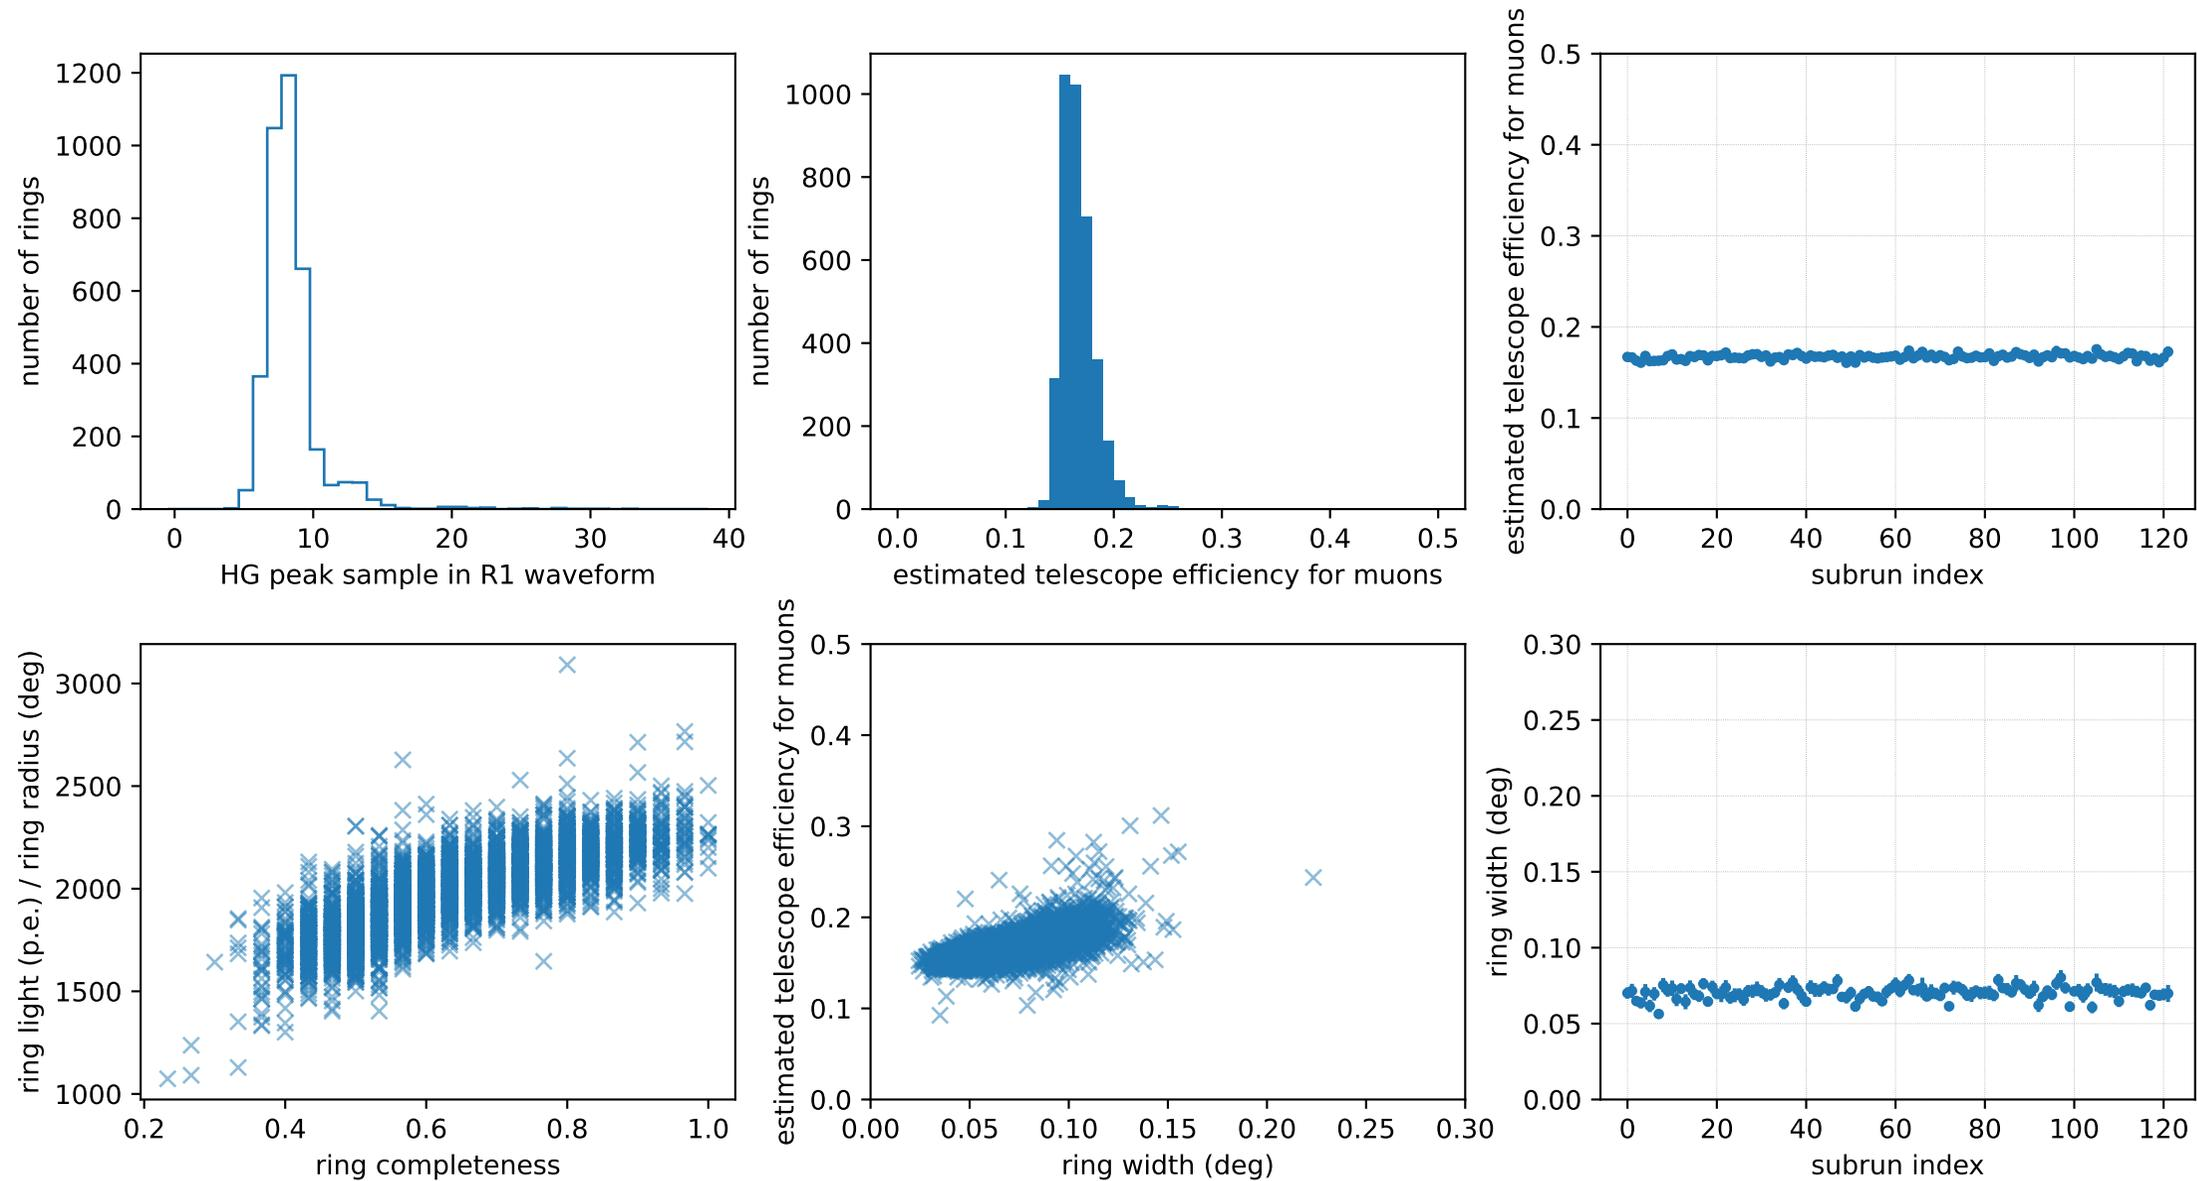 number of rings
1200
1000
800
600
400
200
0
0 10 20 30 40
HG peak sample in R1 waveform
number of rings
1000
800
600
400
200
0
0.0 0.1 0.2 0.3 0.4 0.5
estimated telescope efficiency for muons
estimated telescope efficiency for muons
0.5
0.4
0.3
0.2
0.1
0.0
0 20 40 60 80 100 120
subrun index
ring light (p.e.) / ring radius (deg)
3000
2500
2000
1500
1000
0.2 0.4 0.6 0.8 1.0
ring completeness
estimated telescope efficiency for muons
0.5
0.4
0.3
0.2
0.1
0.0
0.00 0.05 0.10 0.15 0.20 0.25 0.30
ring width (deg)
ring width (deg)
0.30
0.25
0.20
0.15
0.10
0.05
0.00
0 20 40 60 80 100 120
subrun index